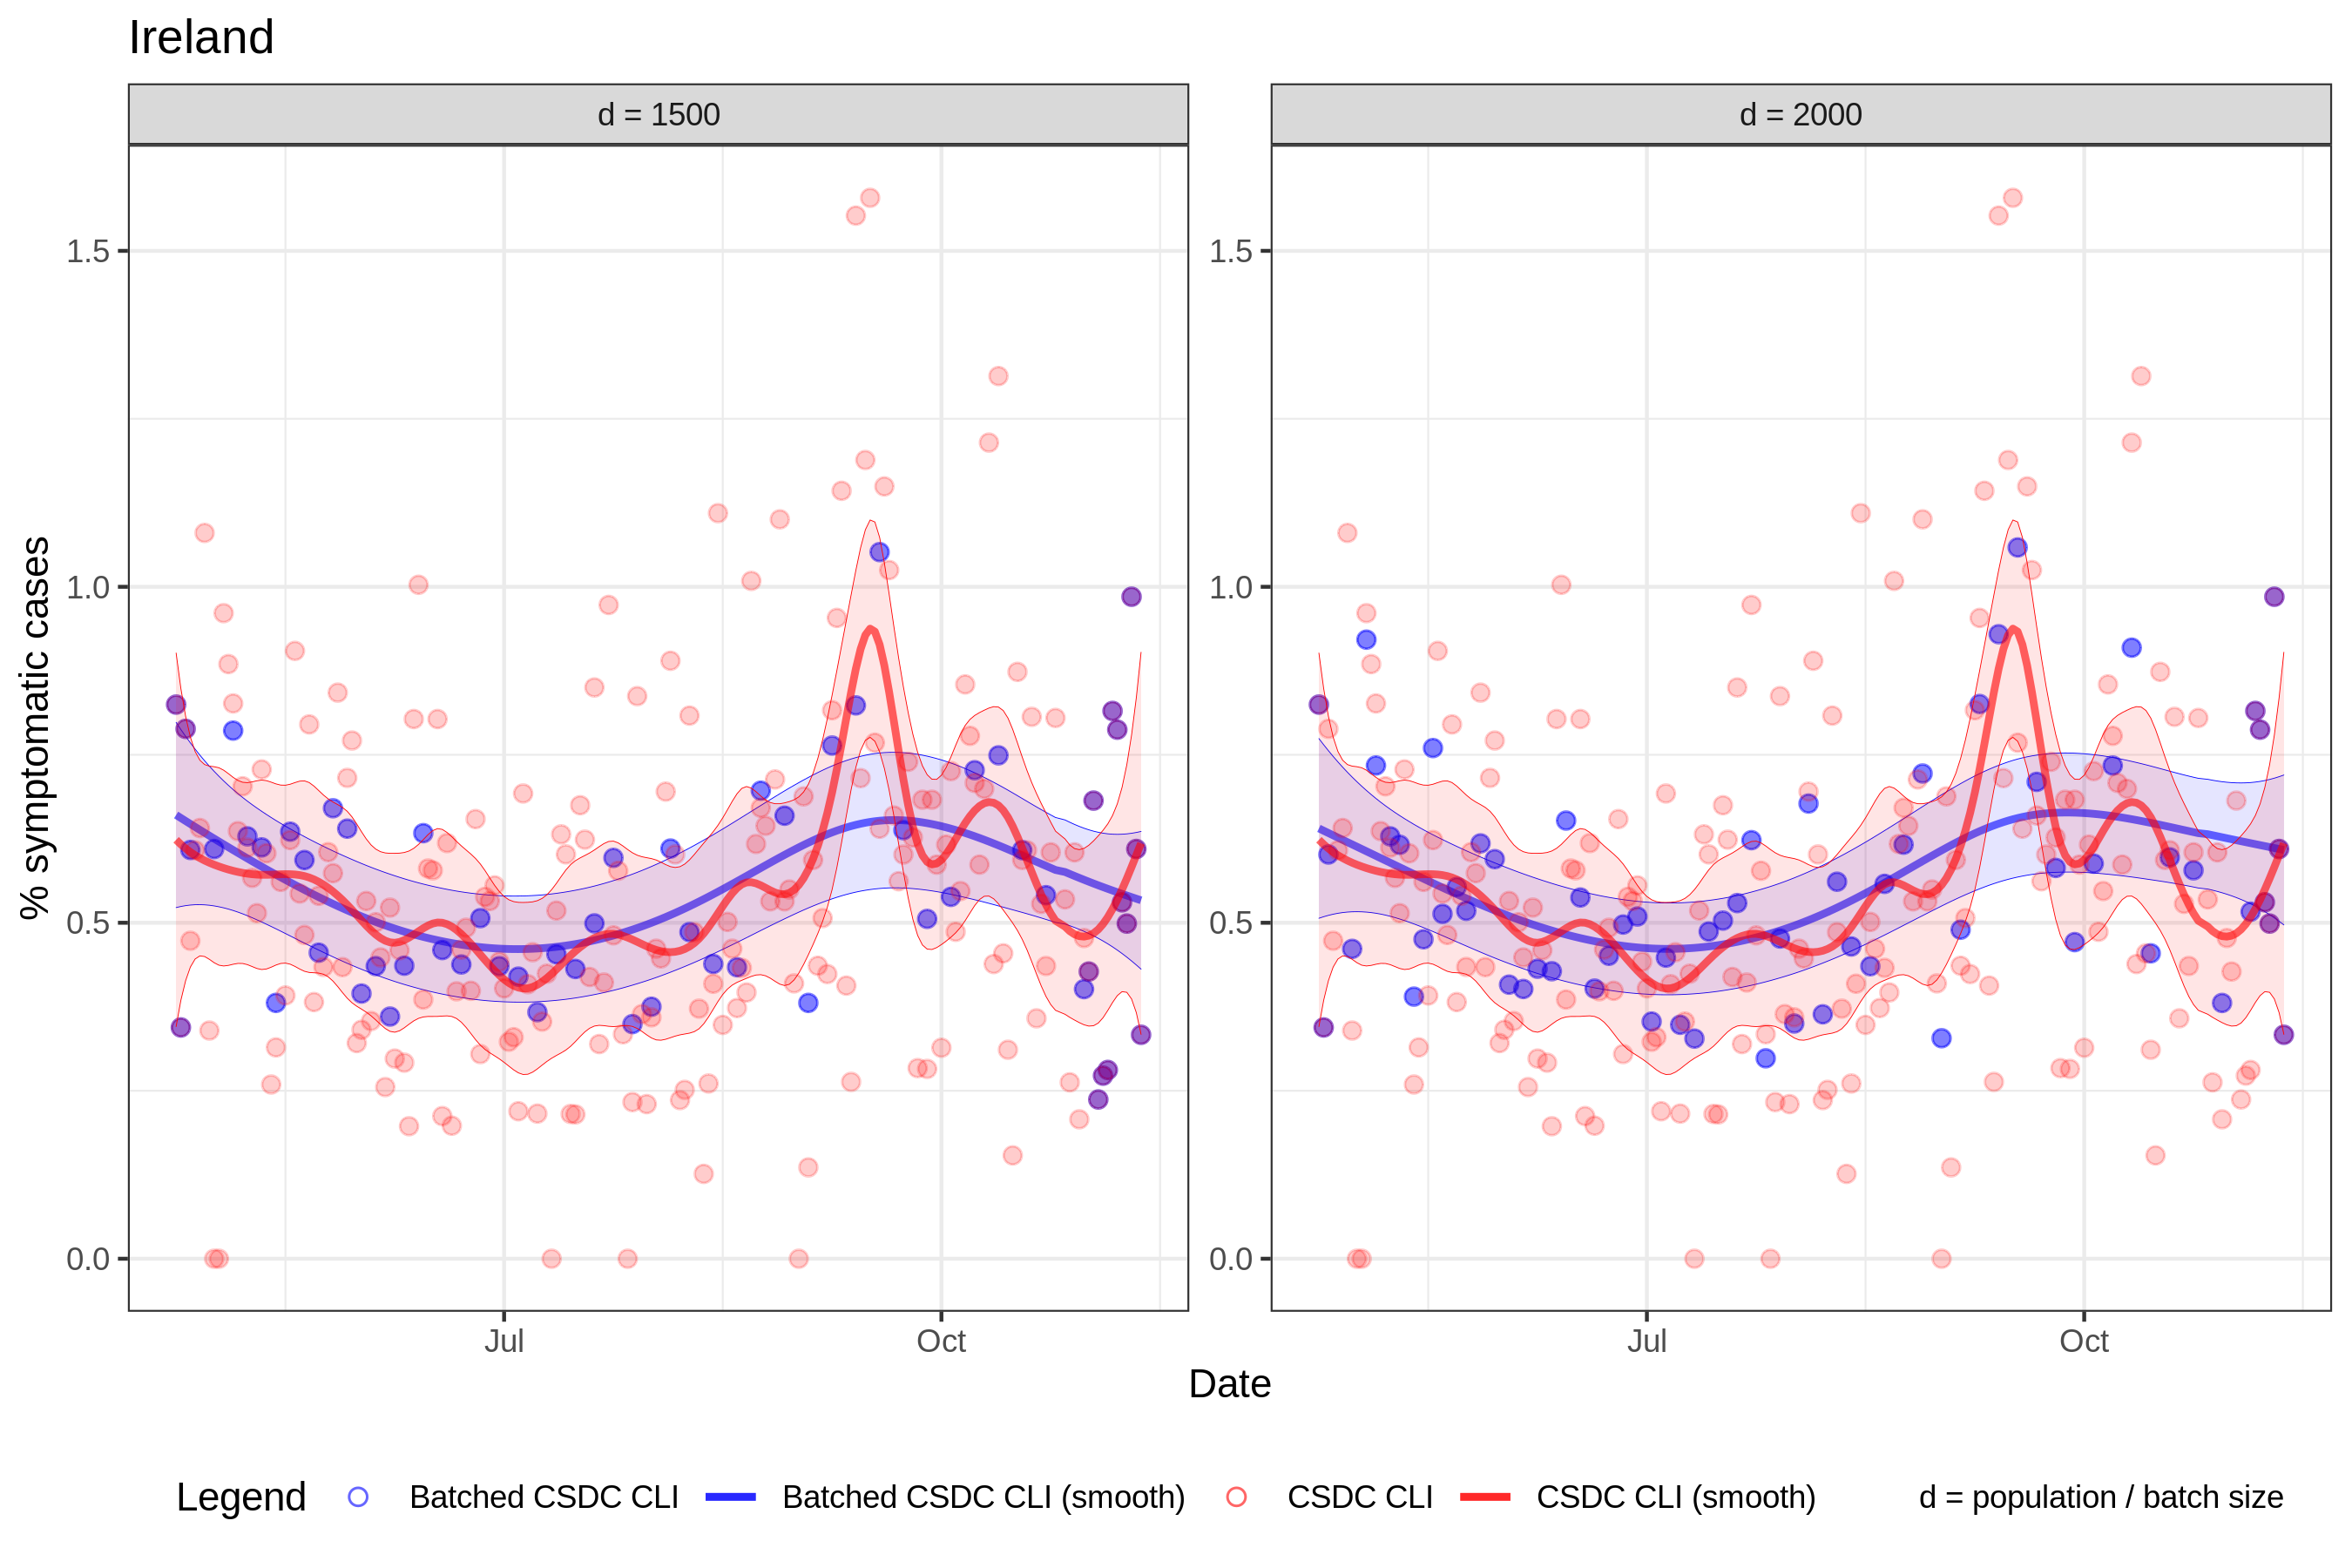 Ireland
d = 1500
d = 2000
% symptomatic cases
1.5
1.0
0.5
0.0
1.5
1.0
0.5
0.0
Jul
Oct
Jul
Oct
Date
Legend
Batched CSDC CLI
Batched CSDC CLI (smooth)
CSDC CLI
CSDC CLI (smooth)
d = population / batch size